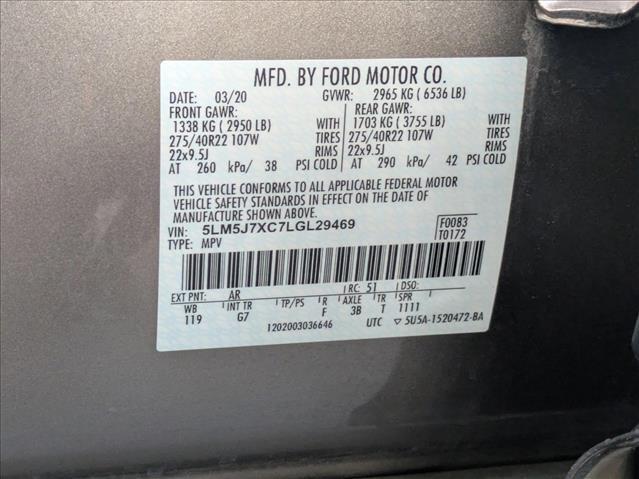 MFD. BY FORD MOTOR CO.
DATE: 03/20 GVWR: 2965 KG ( 6536 LB)
FRONT GAWR: REAR GAWR:
1338 KG ( 2950 LB) 1703 KG ( 3755 LB)
275/40R22 107W TIRES 275/40R22 107W TIRES
22x9.5J RIMS 22x9.5J RIMS
AT 260 kPa/ 38 PSI COLD AT 290 kPa/ 42 PSI COLD
THIS VEHICLE CONFORMS TO ALL APPLICABLE FEDERAL MOTOR
VEHICLE SAFETY STANDARDS IN EFFECT ON THE DATE OF
MANUFACTURE SHOWN ABOVE.
VIN: 5LM5J7XC7LGL29469 F0083
TYPE: MPV T0172
EXT PNT: AR RC: 51 DSO:
WB INT TR TP/PS R AXLE TR SPR
119 G7 F 3B T 1111
1202003036646 UTC ▽ 5U5A-1520472-BA